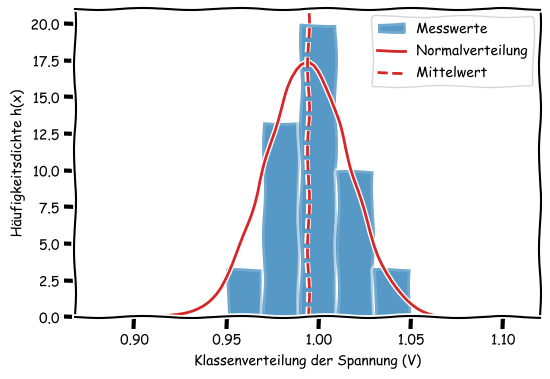 Häufigkeitsdichte h(x)
20.0
17.5
15.0
12.5
10.0
7.5
5.0
2.5
0.0
Messwerte
Normalverteilung
Mittelwert
0.90 0.95 1.00 1.05 1.10
Klassenverteilung der Spannung (V)